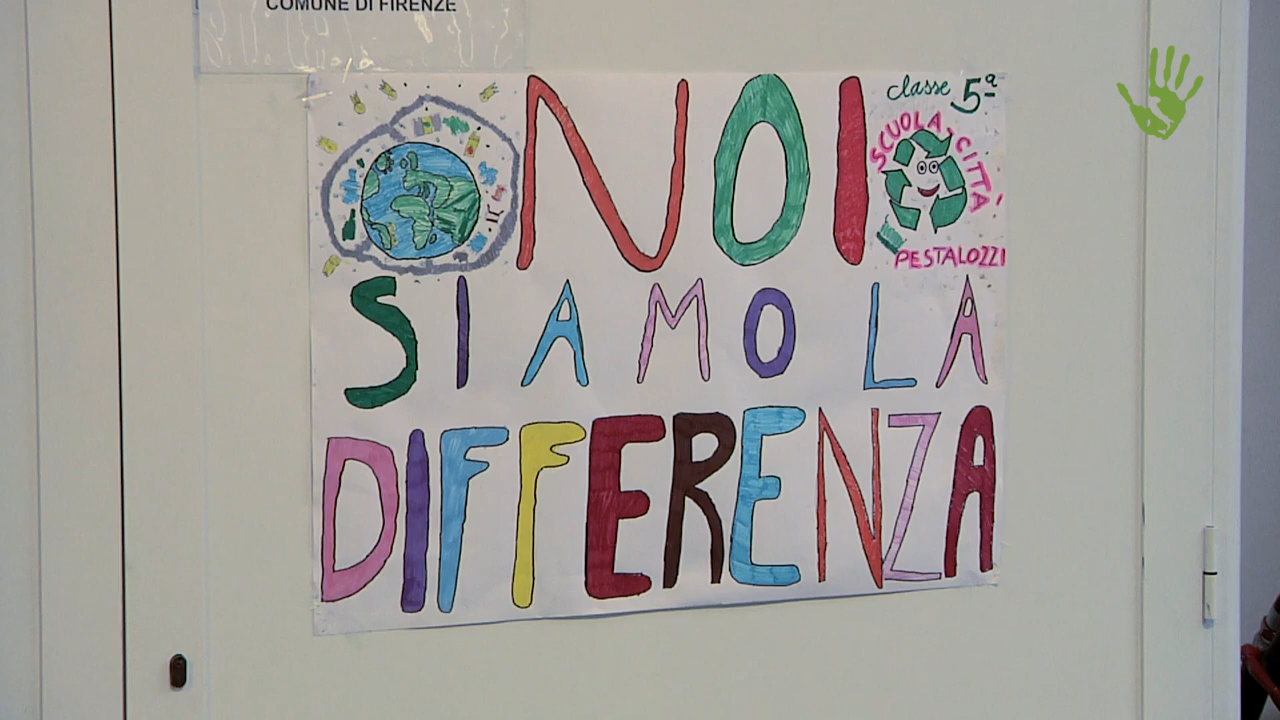 COMUNE DI FIRENZE
NOI
classe 5ª
SCUOLA-CITTÀ
PESTALOZZI
SIAMO LA
DIFFERENZA